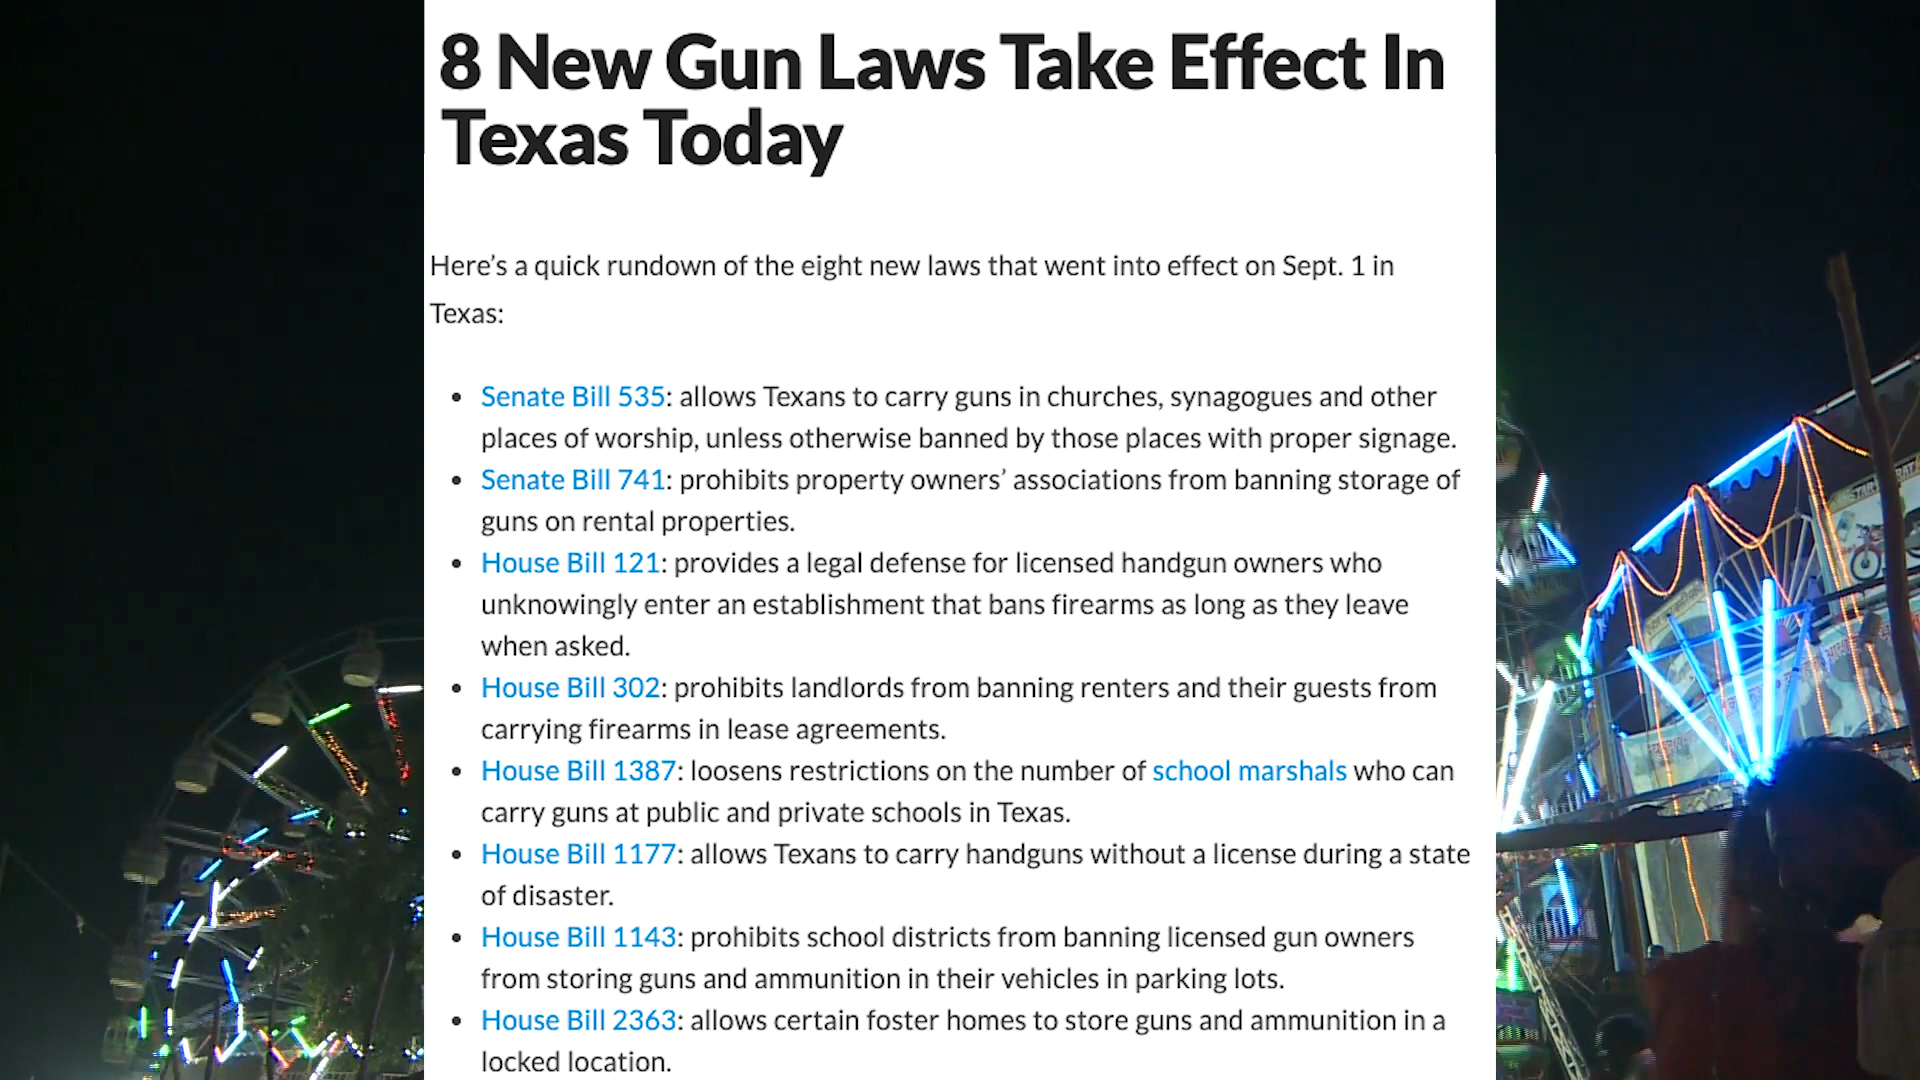 8 New Gun Laws Take Effect In
Texas Today
Here’s a quick rundown of the eight new laws that went into effect on Sept. 1 in
Texas:
• Senate Bill 535: allows Texans to carry guns in churches, synagogues and other
places of worship, unless otherwise banned by those places with proper signage.
• Senate Bill 741: prohibits property owners’ associations from banning storage of
guns on rental properties.
• House Bill 121: provides a legal defense for licensed handgun owners who
unknowingly enter an establishment that bans firearms as long as they leave
when asked.
• House Bill 302: prohibits landlords from banning renters and their guests from
carrying firearms in lease agreements.
• House Bill 1387: loosens restrictions on the number of school marshals who can
carry guns at public and private schools in Texas.
• House Bill 1177: allows Texans to carry handguns without a license during a state
of disaster.
• House Bill 1143: prohibits school districts from banning licensed gun owners
from storing guns and ammunition in their vehicles in parking lots.
• House Bill 2363: allows certain foster homes to store guns and ammunition in a
locked location.